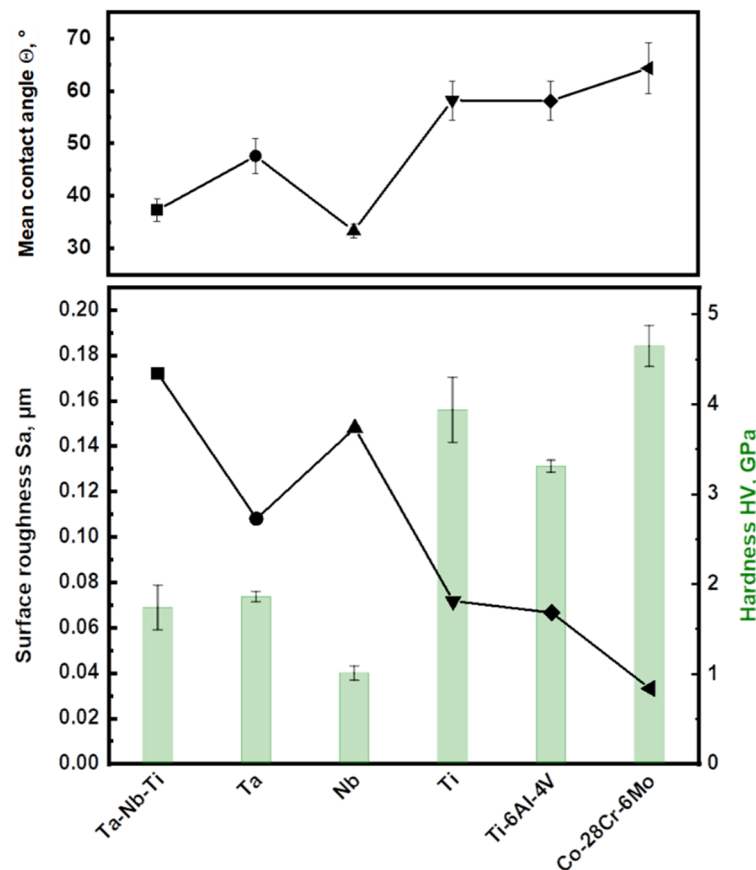 Mean contact angle Θ, °
70
60
50
40
30
Surface roughness Sa, µm
0.20
0.18
0.16
0.14
0.12
0.10
0.08
0.06
0.04
0.02
0.00
5
4
3
2
1
0
Hardness HV, GPa
Ta-Nb-Ti
Ta
Nb
Ti
Ti-6Al-4V
Co-28Cr-6Mo